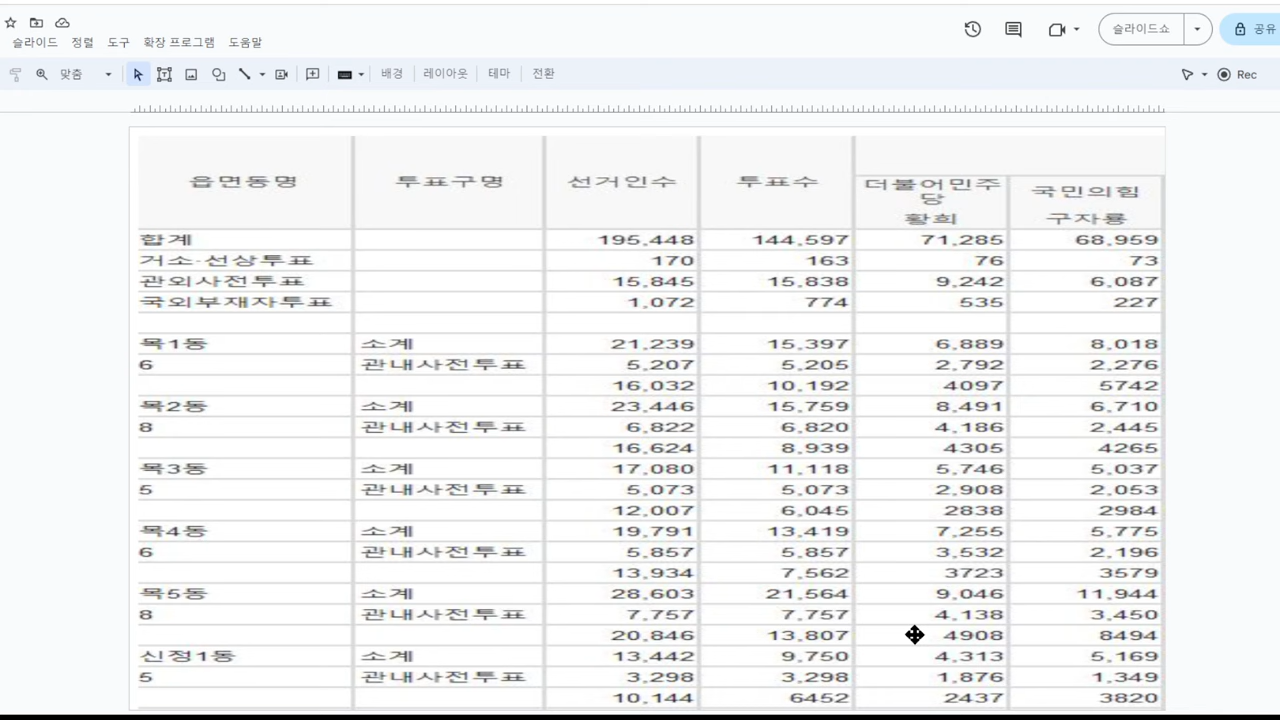 슬라이드 정렬 도구 확장 프로그램 도움말
슬라이드쇼
공유
맞춤
배경 레이아웃 테마 전환
Rec
읍면동명 투표구명 선거인수 투표수 더불어민주당 황희 국민의힘 구자룡
합계 195,448 144,597 71,285 68,959
거소·선상투표 170 163 76 73
관외사전투표 15,845 15,838 9,242 6,087
국외부재자투표 1,072 774 535 227
목1동 소계 21,239 15,397 6,889 8,018
6 관내사전투표 5,207 5,205 2,792 2,276
16,032 10,192 4097 5742
목2동 소계 23,446 15,759 8,491 6,710
8 관내사전투표 6,822 6,820 4,186 2,445
16,624 8,939 4305 4265
목3동 소계 17,080 11,118 5,746 5,037
5 관내사전투표 5,073 5,073 2,908 2,053
12,007 6,045 2838 2984
목4동 소계 19,791 13,419 7,255 5,775
6 관내사전투표 5,857 5,857 3,532 2,196
13,934 7,562 3723 3579
목5동 소계 28,603 21,564 9,046 11,944
8 관내사전투표 7,757 7,757 4,138 3,450
20,846 13,807 4908 8494
신정1동 소계 13,442 9,750 4,313 5,169
5 관내사전투표 3,298 3,298 1,876 1,349
10,144 6452 2437 3820